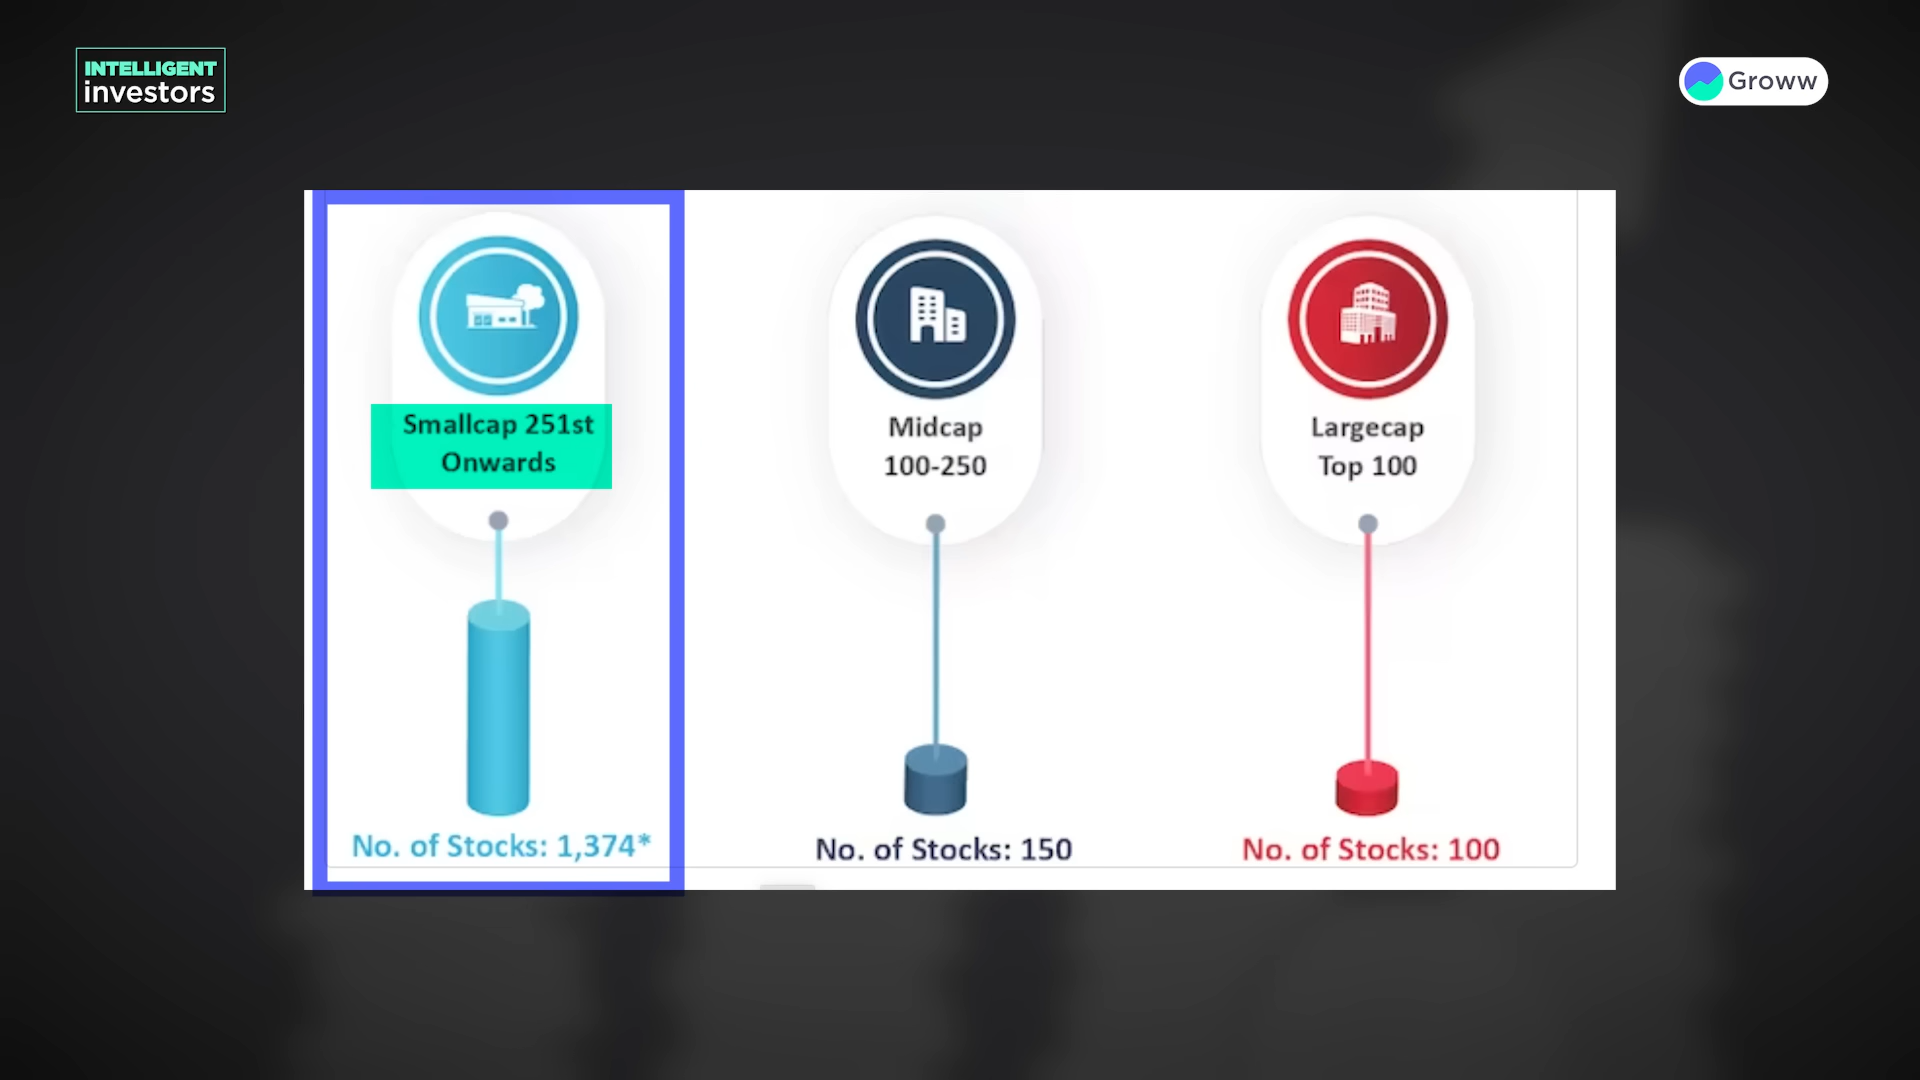 INTELLIGENT
investors
Groww
Smallcap 251st
Onwards
No. of Stocks: 1,374*
Midcap
100-250
No. of Stocks: 150
Largecap
Top 100
No. of Stocks: 100